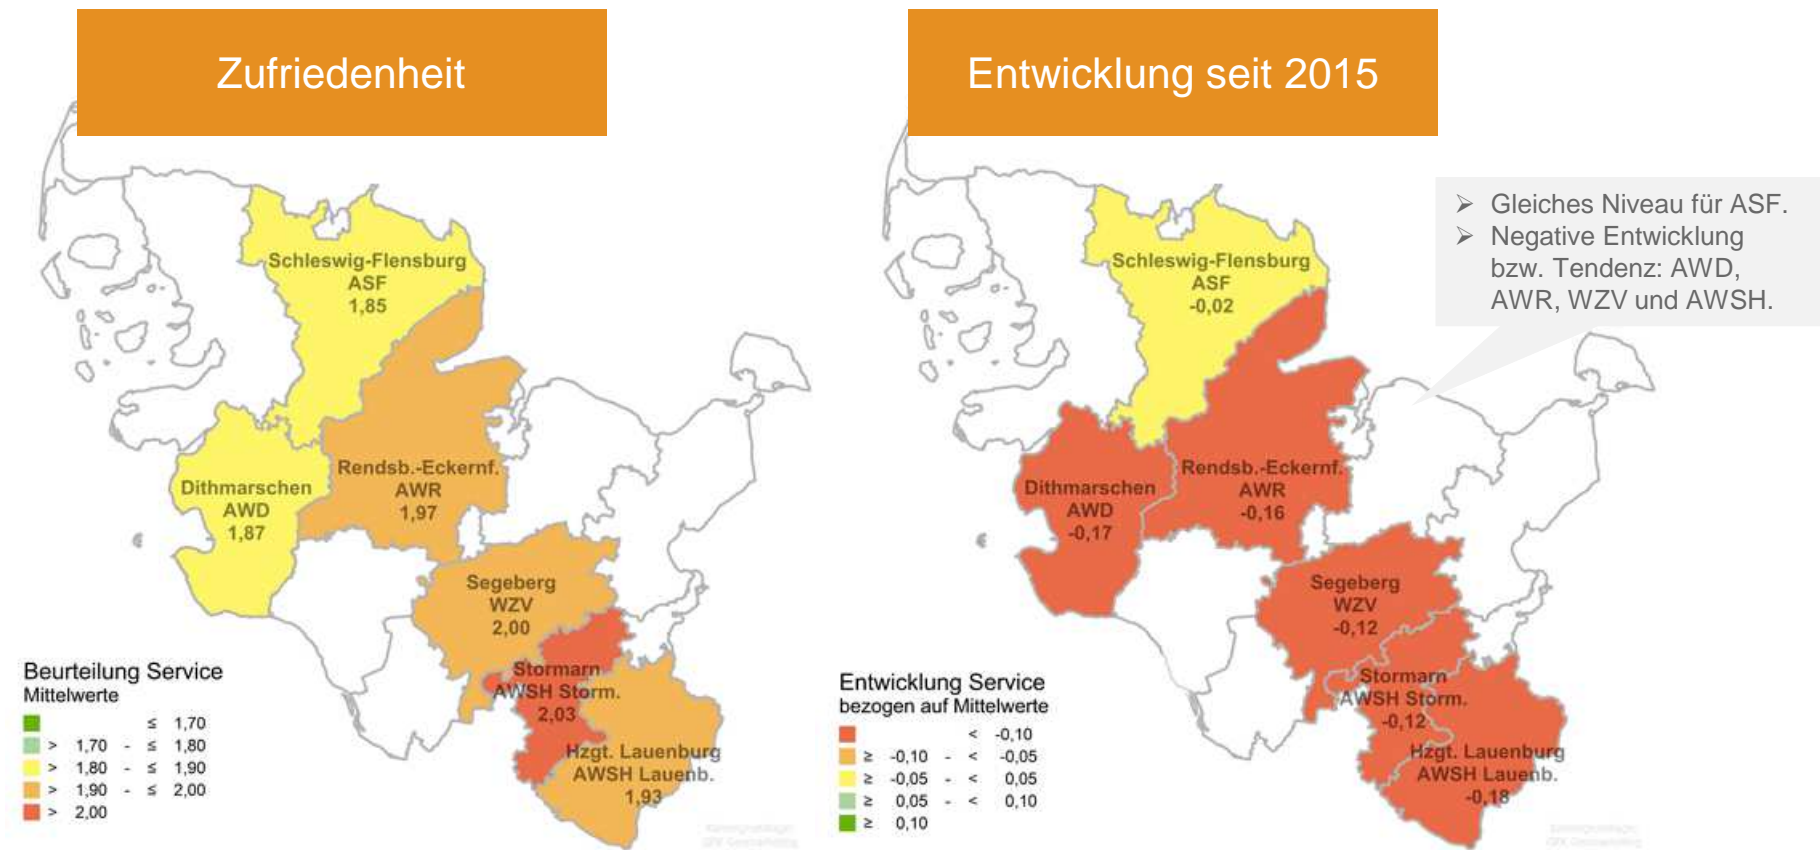 Zufriedenheit
Schleswig-Flensburg
ASF
1,85
Rendsb.-Eckernf.
AWR
1,97
Dithmarschen
AWD
1,87
Segeberg
WZV
2,00
Stormarn
AWSH Storm.
2,03
Hzgt. Lauenburg
AWSH Lauenb.
1,93
Beurteilung Service
Mittelwerte
≤ 1,70
> 1,70 - ≤ 1,80
> 1,80 - ≤ 1,90
> 1,90 - ≤ 2,00
> 2,00
Entwicklung seit 2015
➢ Gleiches Niveau für ASF.
➢ Negative Entwicklung
bzw. Tendenz: AWD,
AWR, WZV und AWSH.
Schleswig-Flensburg
ASF
-0,02
Rendsb.-Eckernf.
AWR
-0,16
Dithmarschen
AWD
-0,17
Segeberg
WZV
-0,12
Stormarn
AWSH Storm.
-0,12
Hzgt. Lauenburg
AWSH Lauenb.
-0,18
Entwicklung Service
bezogen auf Mittelwerte
< -0,10
≥ -0,10 - < -0,05
≥ -0,05 - < 0,05
≥ 0,05 - < 0,10
≥ 0,10